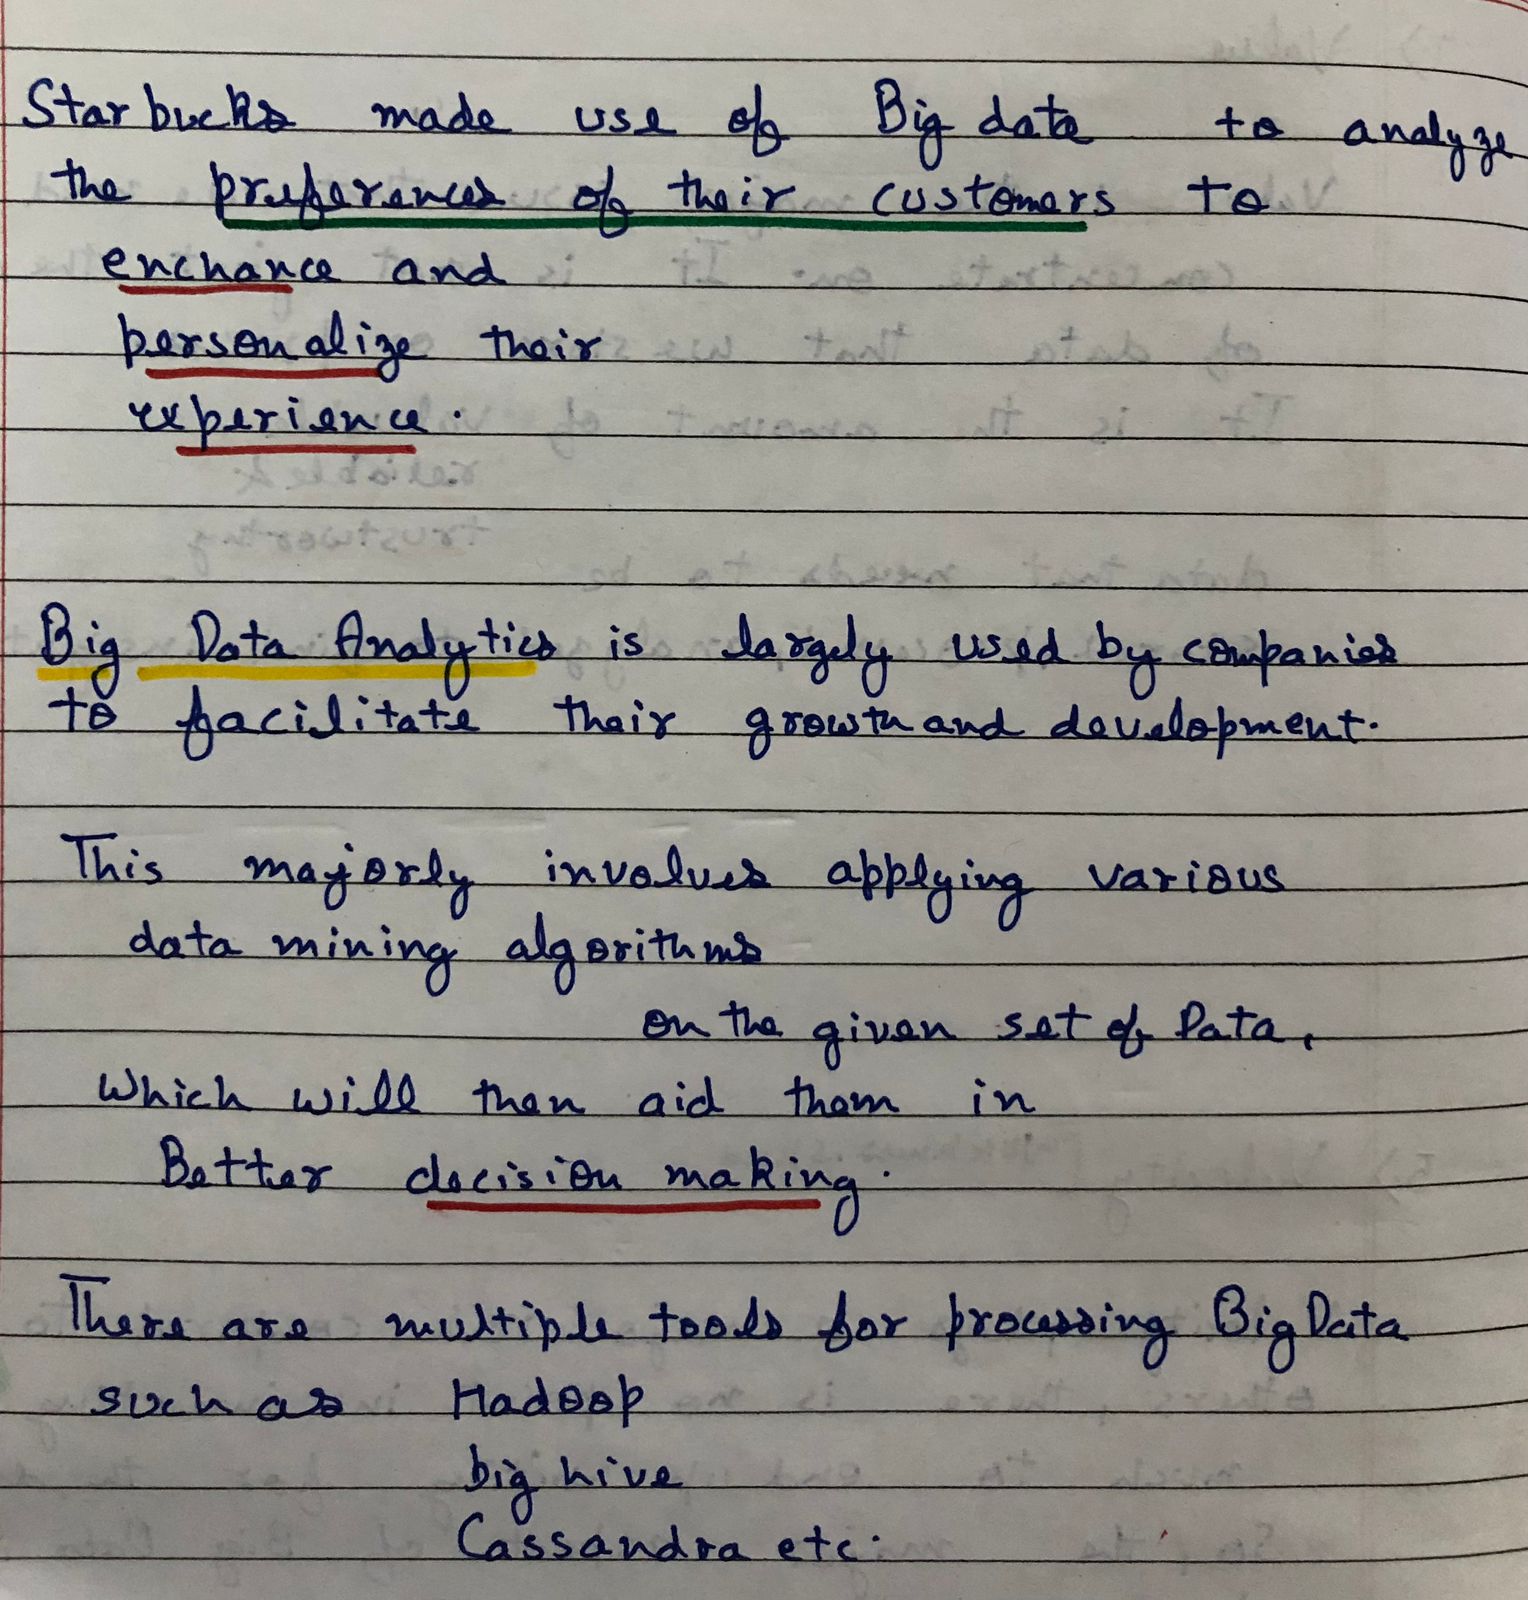 Starbucks made use of Big data to analyze
the preferences of their customers to
enchance and
personalize their
experience.
Big Data Analytics is largely used by companies
to facilitate their growth and development.
This majorly involves applying various
data mining algorithms
on the given set of Data,
Which will then aid them in
Better decision making.
There are multiple tools for processing Big Data
such as Hadoop
big hive
Cassandra etc.